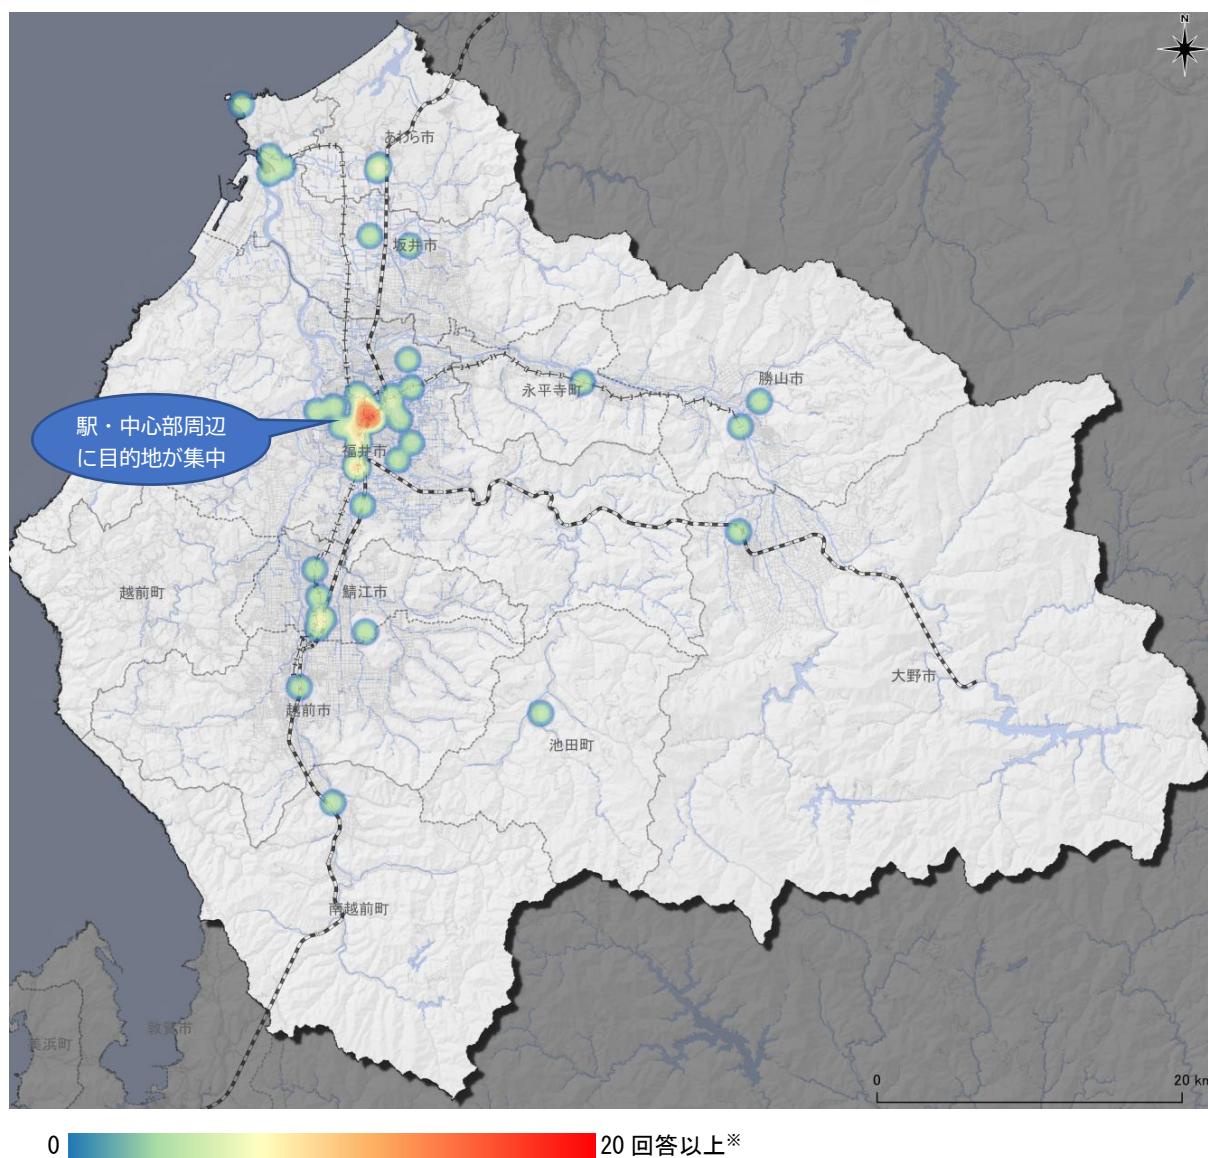 N
あわら市
坂井市
永平寺町
勝山市
駅・中心部周辺
に目的地が集中
福井市
越前町
鯖江市
大野市
越前市
池田町
南越前町
敦賀市
美浜町
0
20 km
0
20 回答以上※